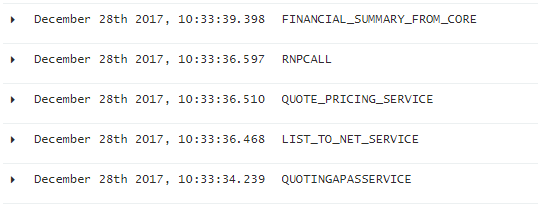 December 28th 2017, 10:33:39.398 FINANCIAL_SUMMARY_FROM_CORE
December 28th 2017, 10:33:36.597 RNPCALL
December 28th 2017, 10:33:36.510 QUOTE_PRICING_SERVICE
December 28th 2017, 10:33:36.468 LIST_TO_NET_SERVICE
December 28th 2017, 10:33:34.239 QUOTINGAPASSERVICE